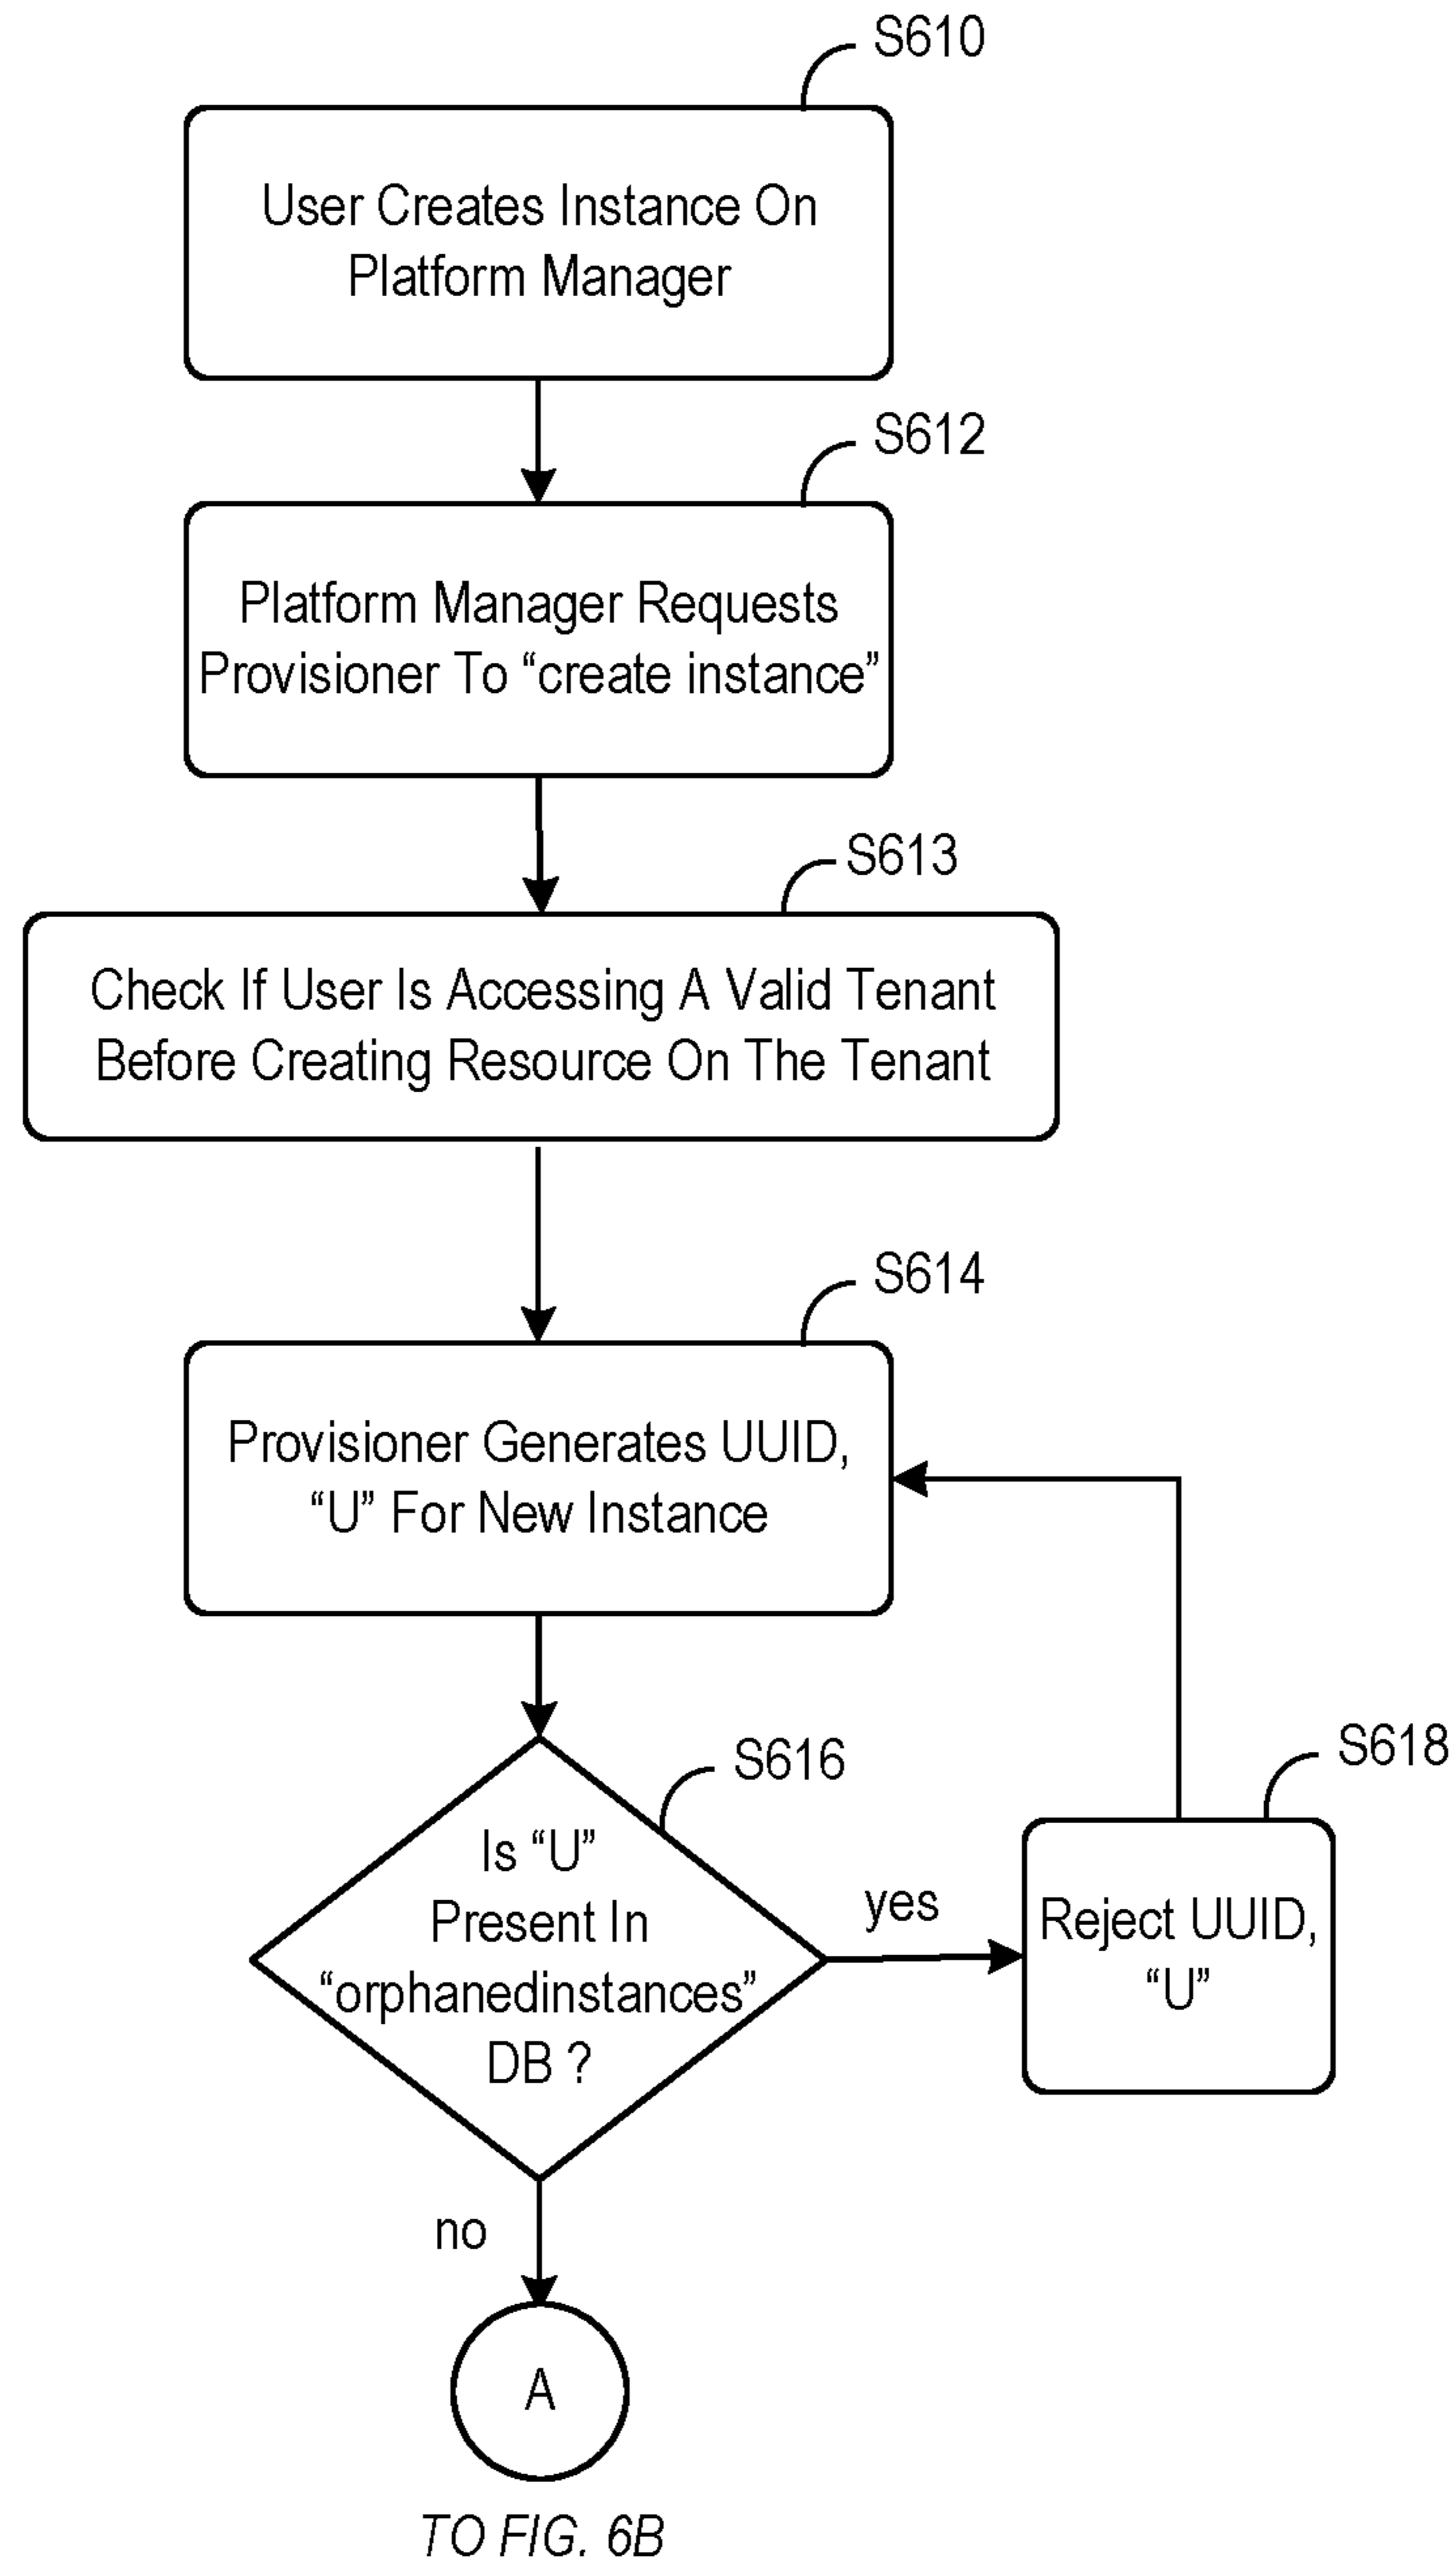 S610
User Creates Instance On
Platform Manager
S612
Platform Manager Requests
Provisioner To “create instance”
S613
Check If User Is Accessing A Valid Tenant
Before Creating Resource On The Tenant
S614
Provisioner Generates UUID,
“U” For New Instance
S616
Is “U”
Present In
“orphanedinstances”
DB ?
yes
S618
Reject UUID,
“U”
no
A
TO FIG. 6B